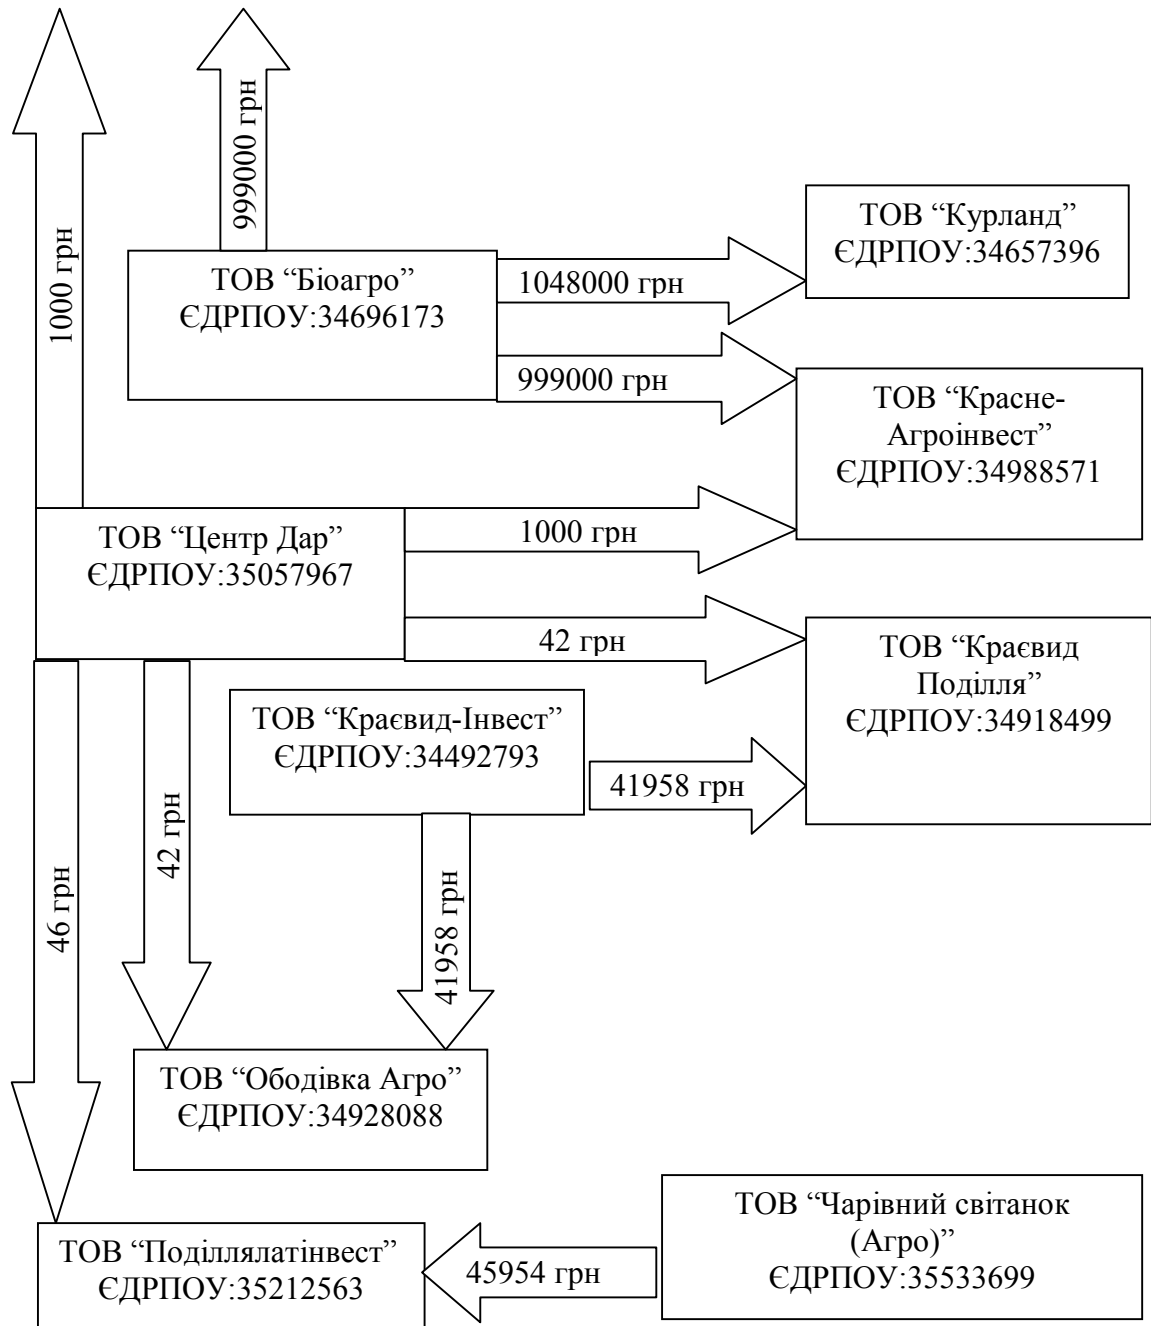 999000 грн
1000 грн
ТОВ “Курланд”
ЄДРПОУ:34657396
ТОВ “Біоагро”
ЄДРПОУ:34696173
1048000 грн
999000 грн
ТОВ “Красне-
Агроінвест”
ЄДРПОУ:34988571
ТОВ “Центр Дар”
ЄДРПОУ:35057967
1000 грн
42 грн
ТОВ “Краєвид
Поділля”
ЄДРПОУ:34918499
ТОВ “Краєвид-Інвест”
ЄДРПОУ:34492793
41958 грн
42 грн
46 грн
41958 грн
ТОВ “Ободівка Агро”
ЄДРПОУ:34928088
ТОВ “Чарівний світанок
(Агро)”
ЄДРПОУ:35533699
ТОВ “Поділлялатінвест”
ЄДРПОУ:35212563
45954 грн